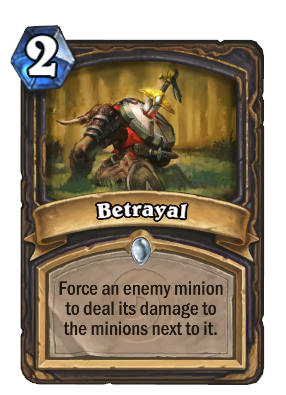 2
Betrayal
Force an enemy minion
to deal its damage to
the minions next to it.